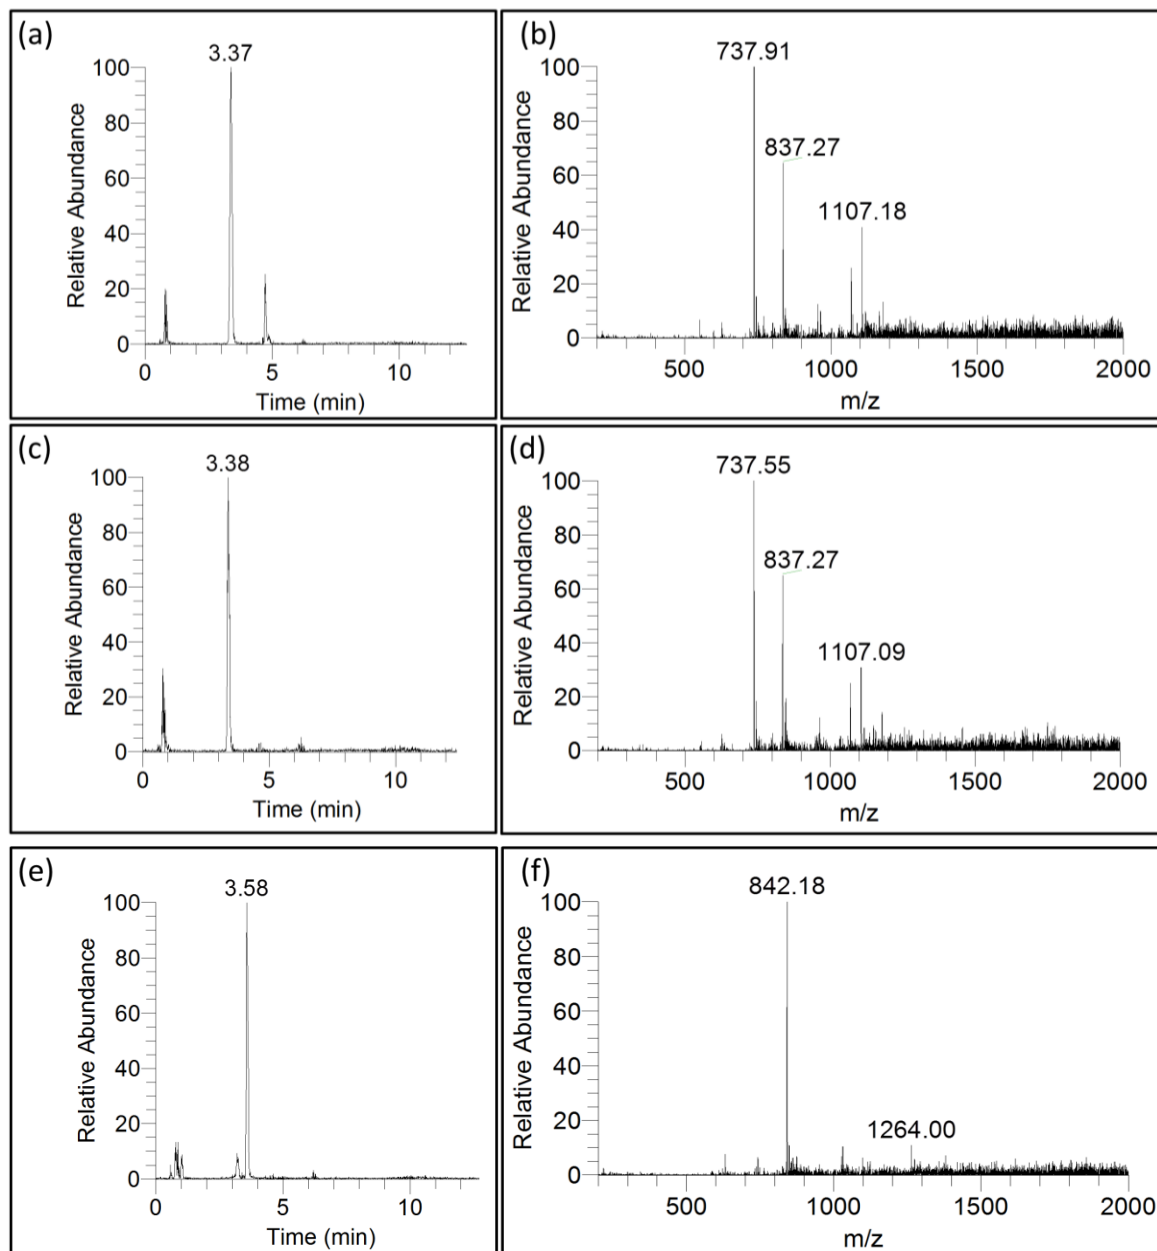 (a)
3.37
100
80
60
40
20
0
Relative Abundance
0 5 10
Time (min)
(b)
737.91
837.27
1107.18
100
80
60
40
20
0
Relative Abundance
500 1000 1500 2000
m/z
(c)
3.38
100
80
60
40
20
0
Relative Abundance
0 5 10
Time (min)
(d)
737.55
837.27
1107.09
100
80
60
40
20
0
Relative Abundance
500 1000 1500 2000
m/z
(e)
3.58
100
80
60
40
20
0
Relative Abundance
0 5 10
Time (min)
(f)
842.18
1264.00
100
80
60
40
20
0
Relative Abundance
500 1000 1500 2000
m/z